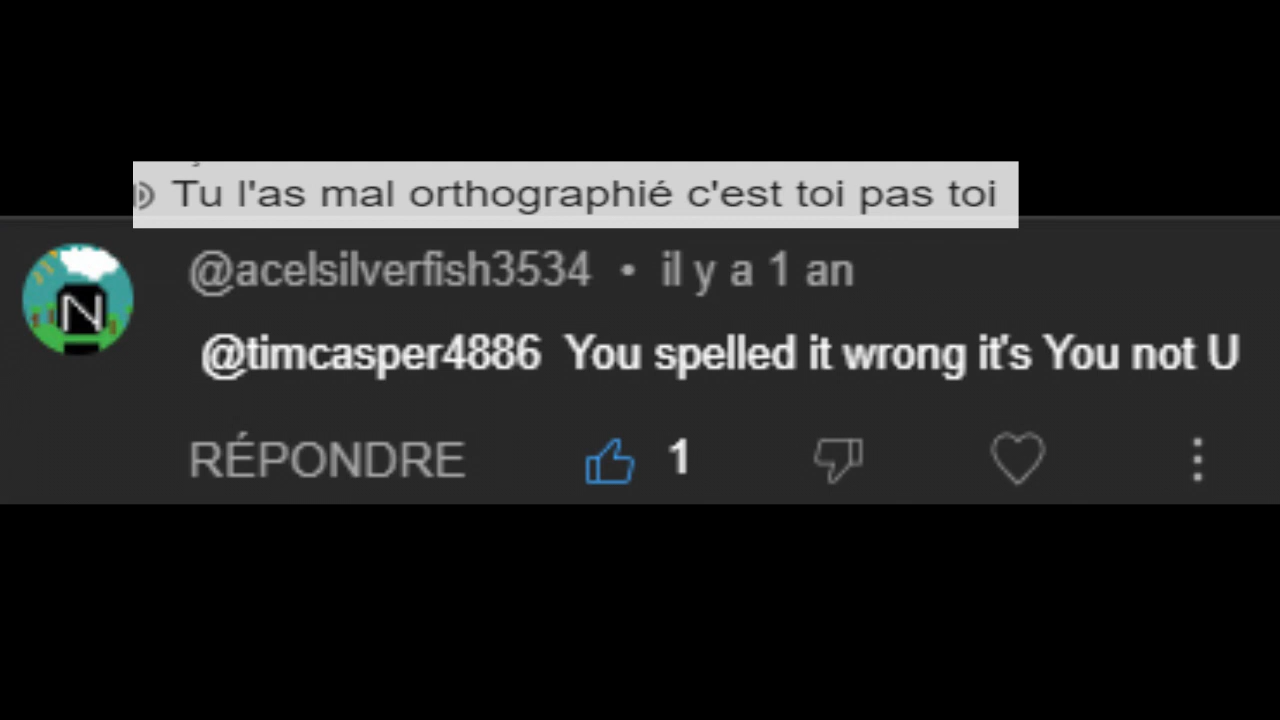 Tu l'as mal orthographié c'est toi pas toi
@acelsilverfish3534 • il y a 1 an
@timcasper4886 You spelled it wrong it's You not U
N
RÉPONDRE 1